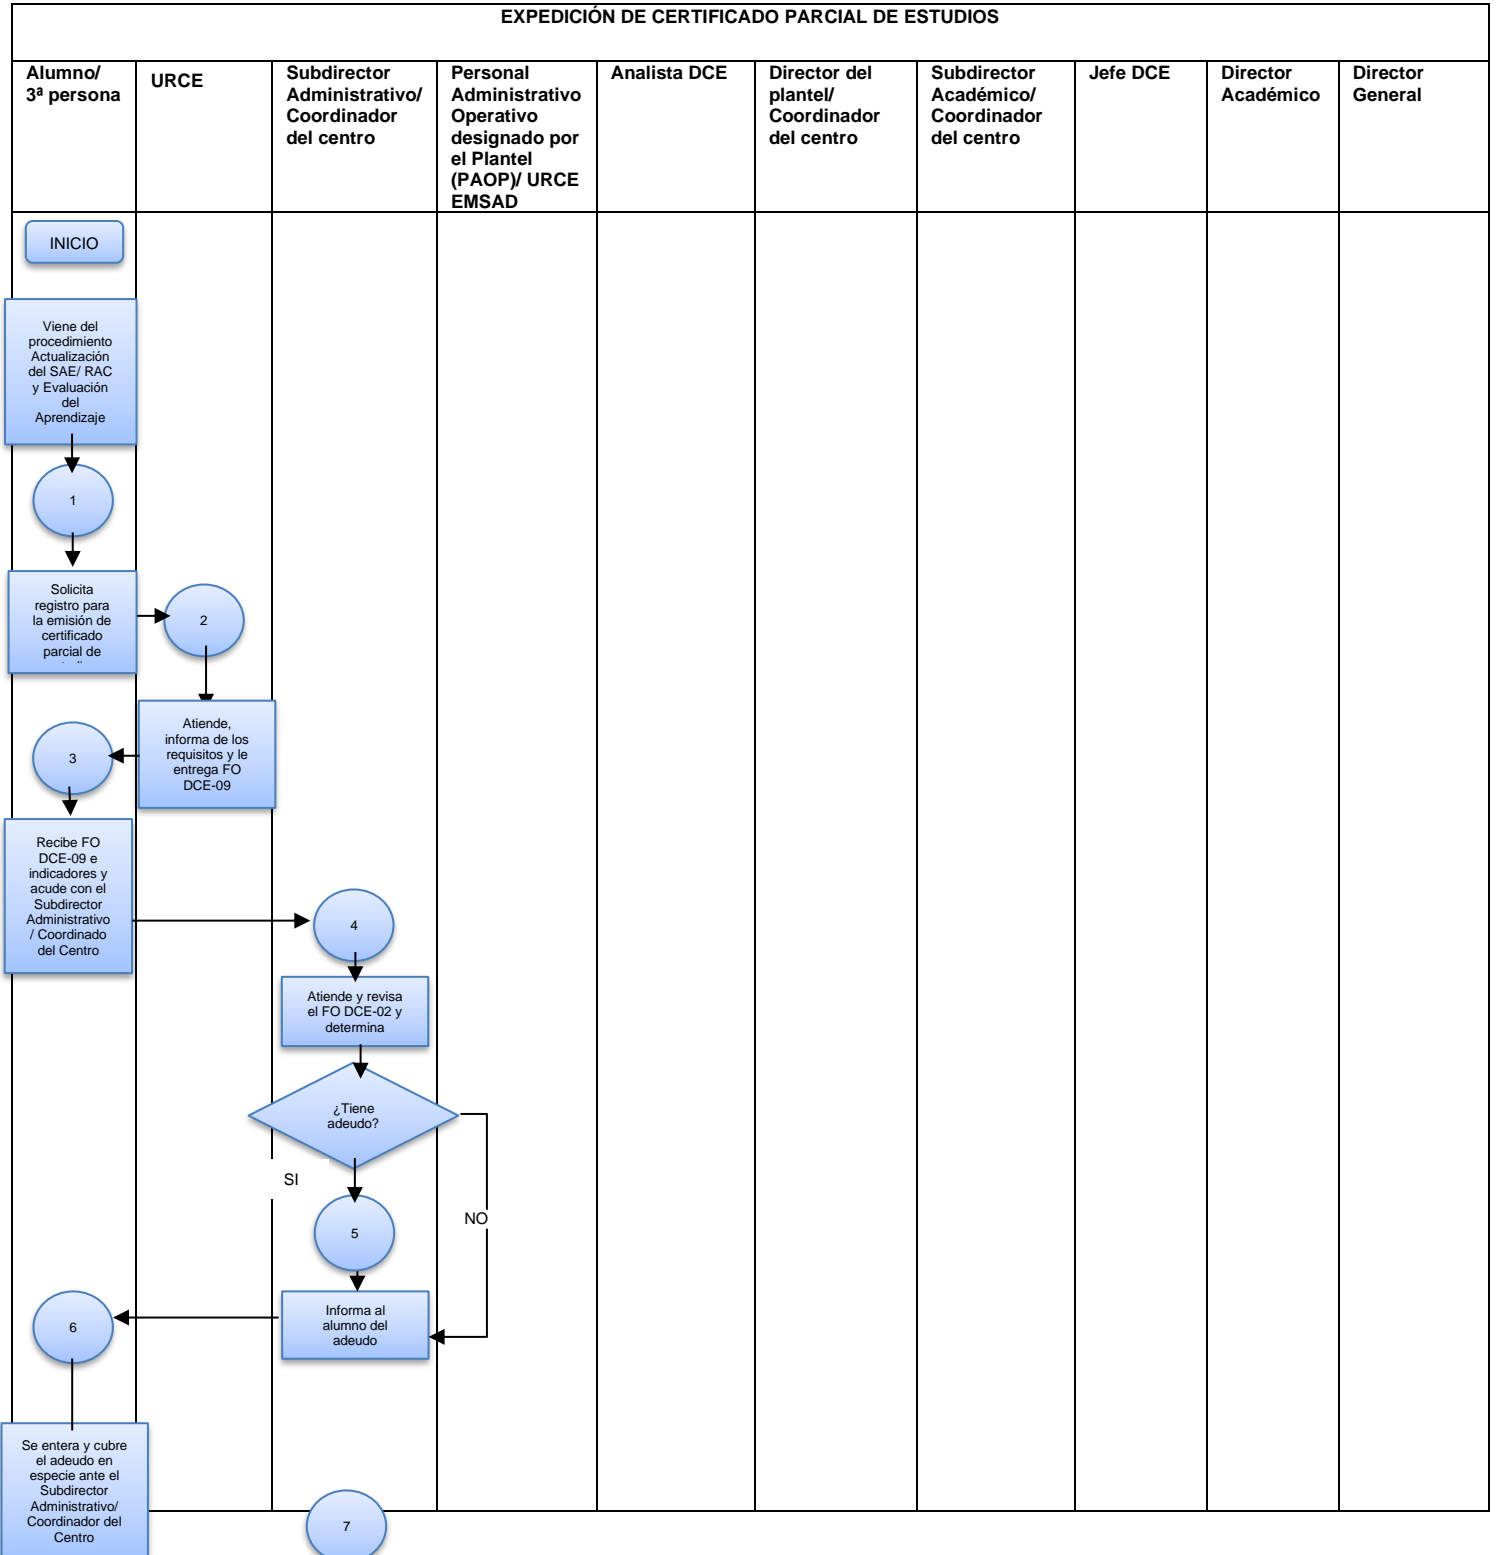 EXPEDICIÓN DE CERTIFICADO PARCIAL DE ESTUDIOS
Alumno/
3ª persona
URCE
Subdirector
Administrativo/
Coordinador
del centro
Personal
Administrativo
Operativo
designado por
el Plantel
(PAOP)/ URCE
EMSAD
Analista DCE
Director del
plantel/
Coordinador
del centro
Subdirector
Académico/
Coordinador
del centro
Jefe DCE
Director
Académico
Director
General
INICIO
Viene del
procedimiento
Actualización
del SAE/ RAC
y Evaluación
del
Aprendizaje
1
Solicita
registro para
la emisión de
certificado
parcial de
2
Atiende,
informa de los
requisitos y le
entrega FO
DCE-09
3
Recibe FO
DCE-09 e
indicadores y
acude con el
Subdirector
Administrativo
/ Coordinado
del Centro
4
Atiende y revisa
el FO DCE-02 y
determina
¿Tiene
adeudo?
SI
NO
5
Informa al
alumno del
adeudo
6
Se entera y cubre
el adeudo en
especie ante el
Subdirector
Administrativo/
Coordinador del
Centro
7